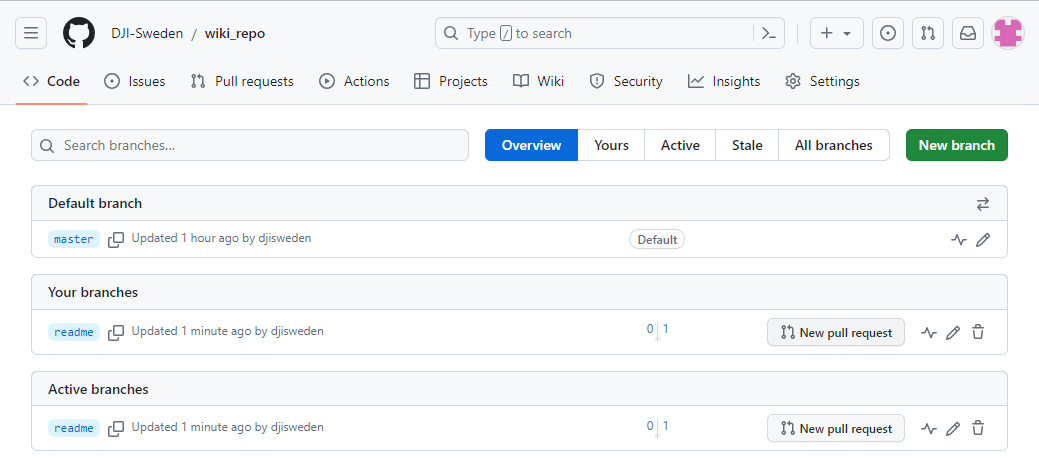 DJI-Sweden / wiki_repo Type / to search
Code Issues Pull requests Actions Projects Wiki Security Insights Settings
Search branches... Overview Yours Active Stale All branches New branch
Default branch
master Updated 1 hour ago by djisweden Default
Your branches
readme Updated 1 minute ago by djisweden 0 1 New pull request
Active branches
readme Updated 1 minute ago by djisweden 0 1 New pull request